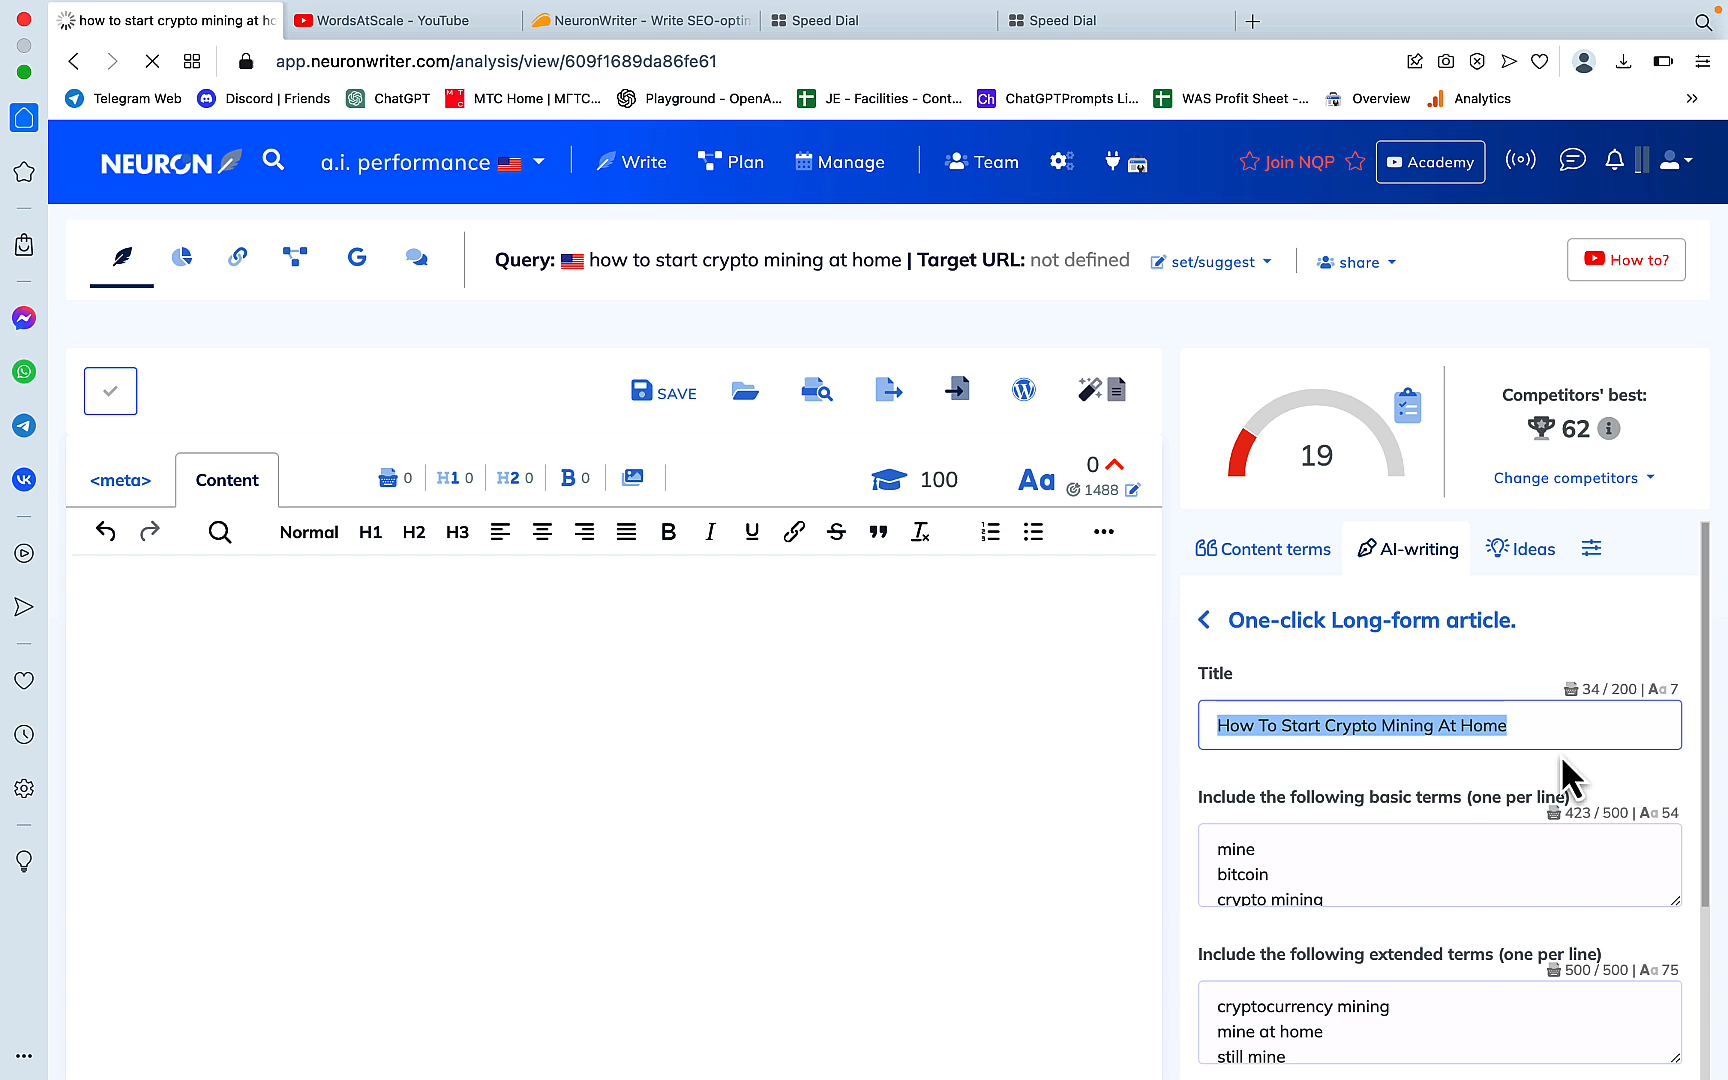 how to start crypto mining at ho
WordsAtScale - YouTube
NeuronWriter - Write SEO-optin
Speed Dial
Speed Dial
app.neuronwriter.com/analysis/view/609f1689da86fe61
Telegram Web
Discord | Friends
ChatGPT
MTC Home | МГТС...
Playground - OpenA...
JE - Facilities - Cont...
Ch
ChatGPTPrompts Li...
WAS Profit Sheet -...
Overview
Analytics
NEURON
a.i. performance
Write
Plan
Manage
Team
Join NQP
Academy
Query: how to start crypto mining at home | Target URL: not defined
set/suggest
share
How to?
SAVE
Competitors' best:
62
19
Change competitors
<meta>
Content
0
H1 0
H2 0
B 0
100
Aa
0
1488
Normal
H1
H2
H3
B
I
U
S
Content terms
AI-writing
Ideas
One-click Long-form article.
Title
34 / 200 | Aa 7
How To Start Crypto Mining At Home
Include the following basic terms (one per line)
423 / 500 | Aa 54
mine
bitcoin
crypto mining
Include the following extended terms (one per line)
500 / 500 | Aa 75
cryptocurrency mining
mine at home
still mine